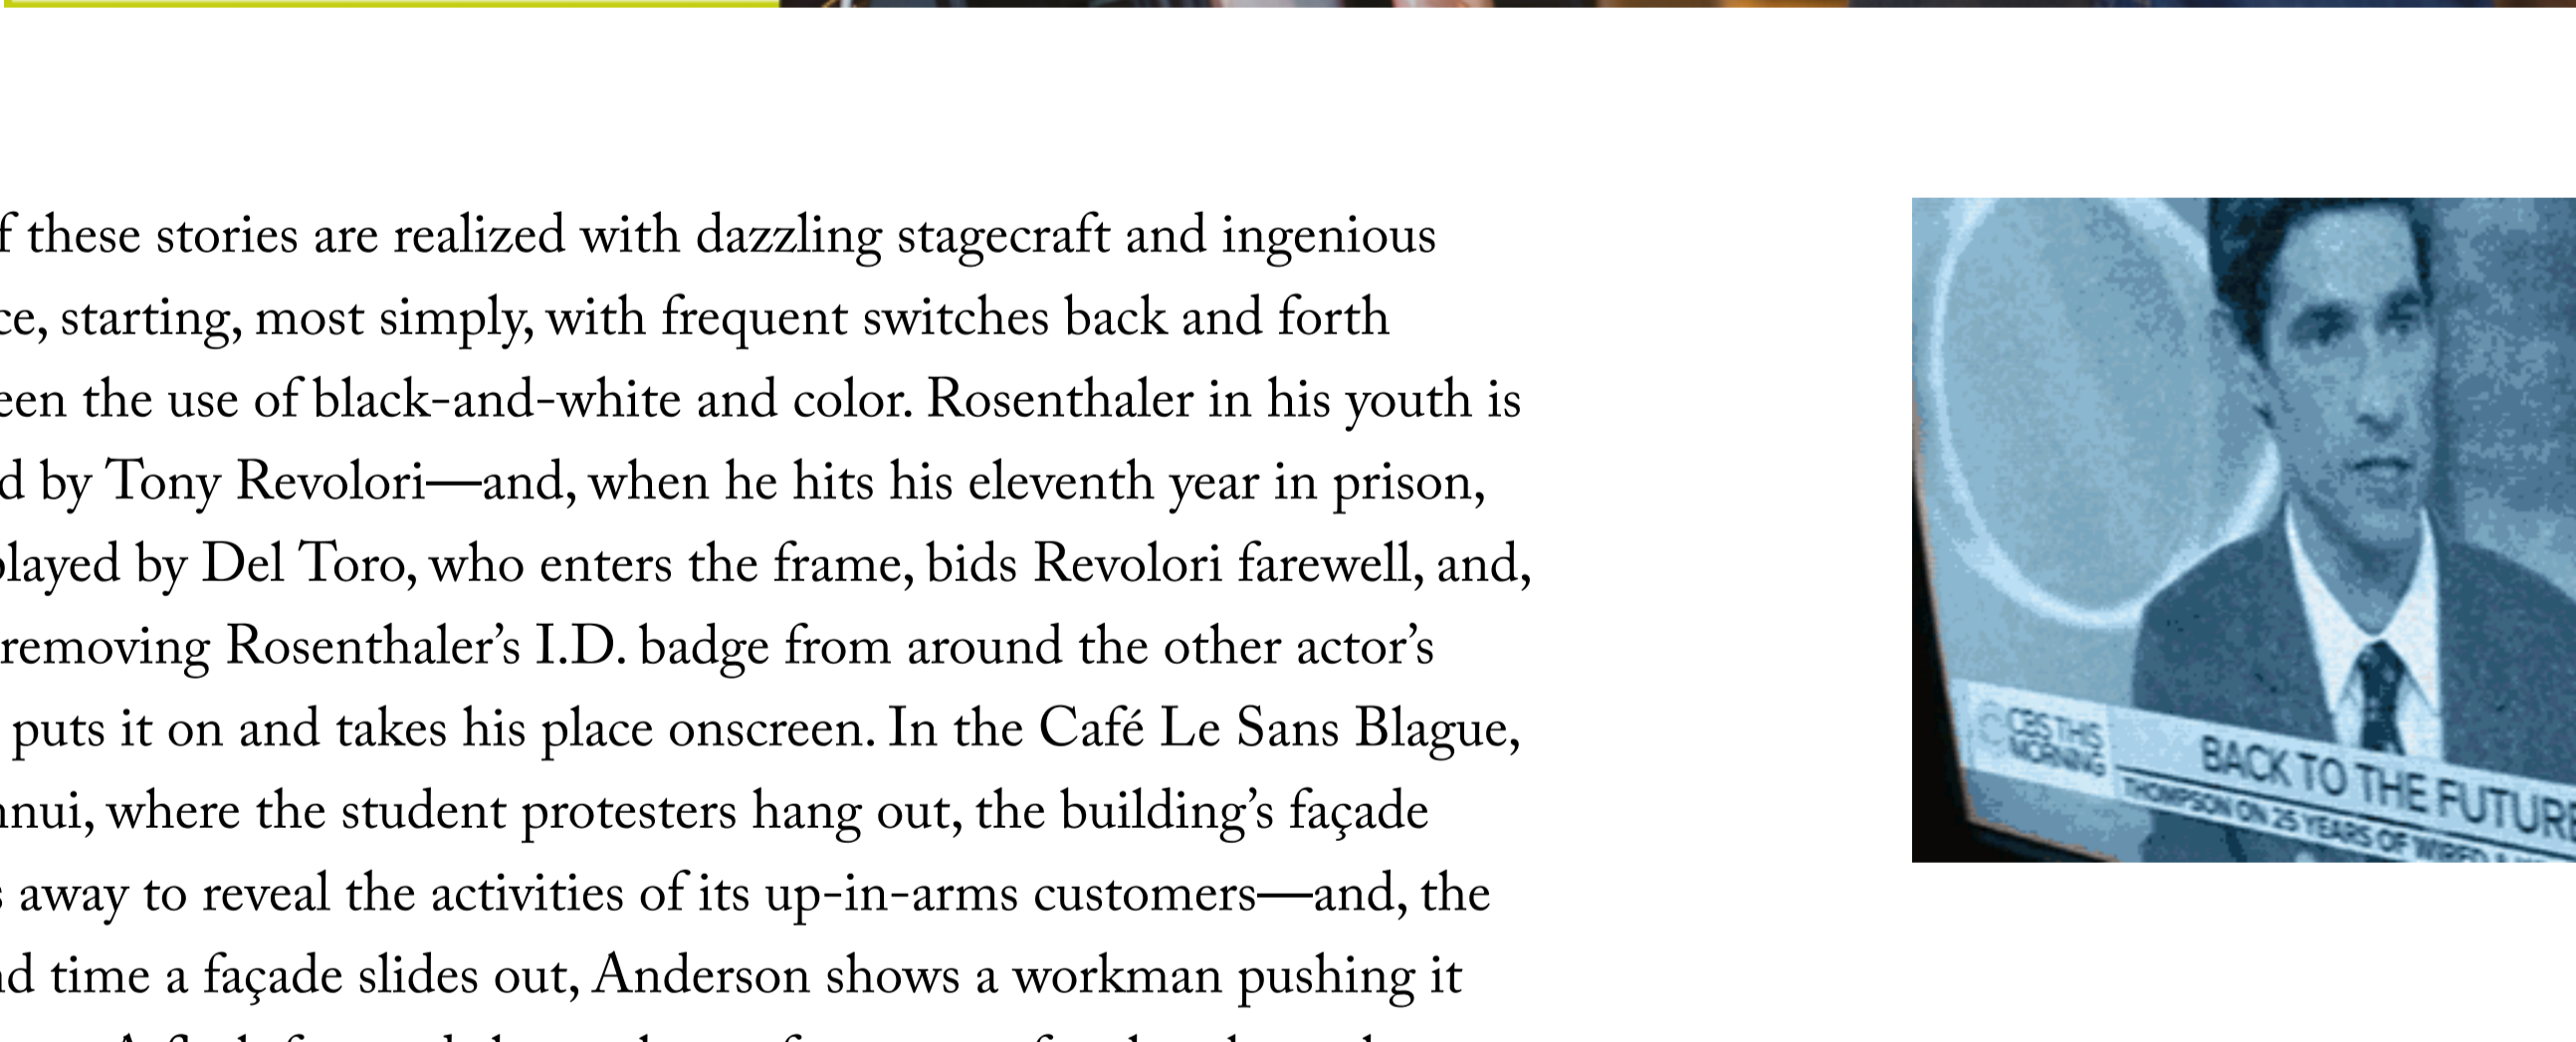 these stories are realized with dazzling stagecraft and ingenious
starting, most simply, with frequent switches back and forth
the use of black-and-white and color. Rosenthaler in his youth is
by Tony Revolori—and, when he hits his eleventh year in prison,
played by Del Toro, who enters the frame, bids Revolori farewell, and,
removing Rosenthaler’s I.D. badge from around the other actor’s
puts it on and takes his place onscreen. In the Café Le Sans Blague,
where the student protesters hang out, the building’s façade
away to reveal the activities of its up-in-arms customers—and, the
time a façade slides out, Anderson shows a workman pushing it
CBS THIS
MORNING
BACK TO THE FUTURE
THOMPSON ON 25 YEARS OF WIRED